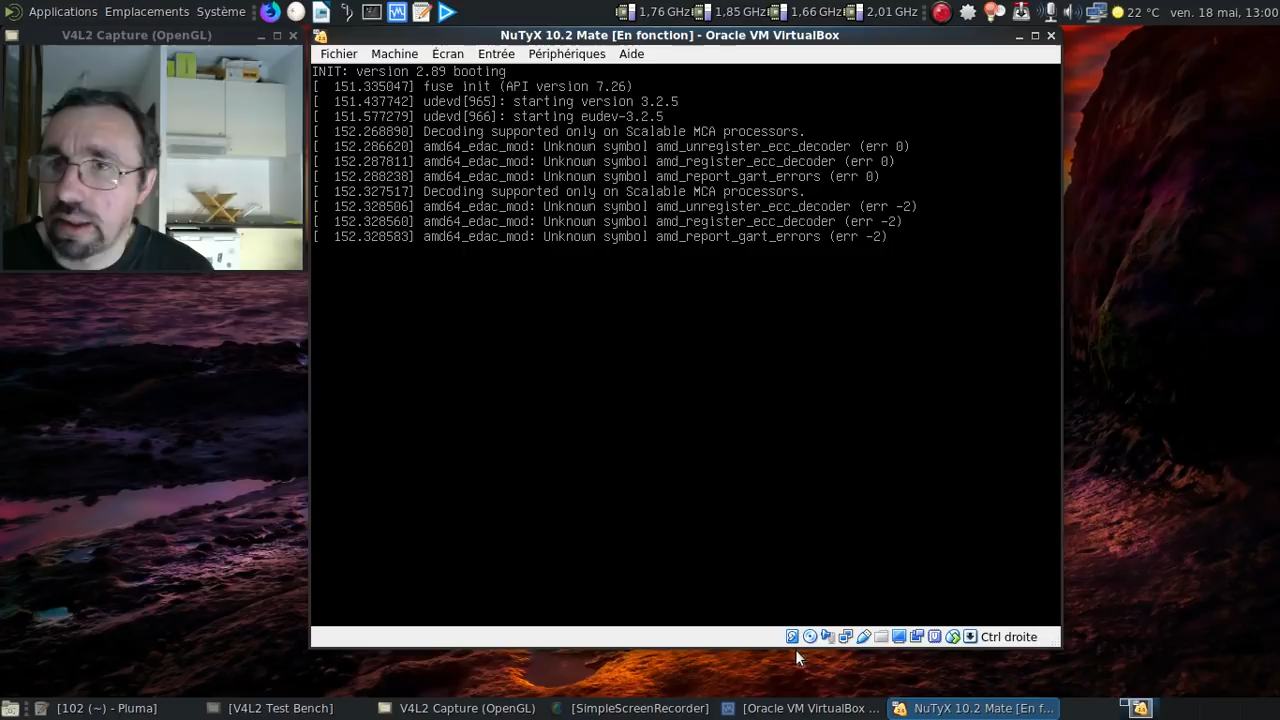 Applications Emplacements Système
1,76 GHz 1,85 GHz 1,66 GHz 2,01 GHz 22 °C ven. 18 mai, 13:00
V4L2 Capture (OpenGL)
NuTyX 10.2 Mate [En fonction] - Oracle VM VirtualBox
Fichier Machine Écran Entrée Périphériques Aide
INIT: version 2.89 booting
[  151.335047] fuse init (API version 7.26)
[  151.437742] udevd[965]: starting version 3.2.5
[  151.577279] udevd[966]: starting eudev-3.2.5
[  152.268890] Decoding supported only on Scalable MCA processors.
[  152.286620] amd64_edac_mod: Unknown symbol amd_unregister_ecc_decoder (err 0)
[  152.287811] amd64_edac_mod: Unknown symbol amd_register_ecc_decoder (err 0)
[  152.288238] amd64_edac_mod: Unknown symbol amd_report_gart_errors (err 0)
[  152.327517] Decoding supported only on Scalable MCA processors.
[  152.328506] amd64_edac_mod: Unknown symbol amd_unregister_ecc_decoder (err -2)
[  152.328560] amd64_edac_mod: Unknown symbol amd_register_ecc_decoder (err -2)
[  152.328583] amd64_edac_mod: Unknown symbol amd_report_gart_errors (err -2)
Ctrl droite
[102 (~) - Pluma] [V4L2 Test Bench] V4L2 Capture (OpenGL) [SimpleScreenRecorder] [Oracle VM VirtualBox ... NuTyX 10.2 Mate [En f...